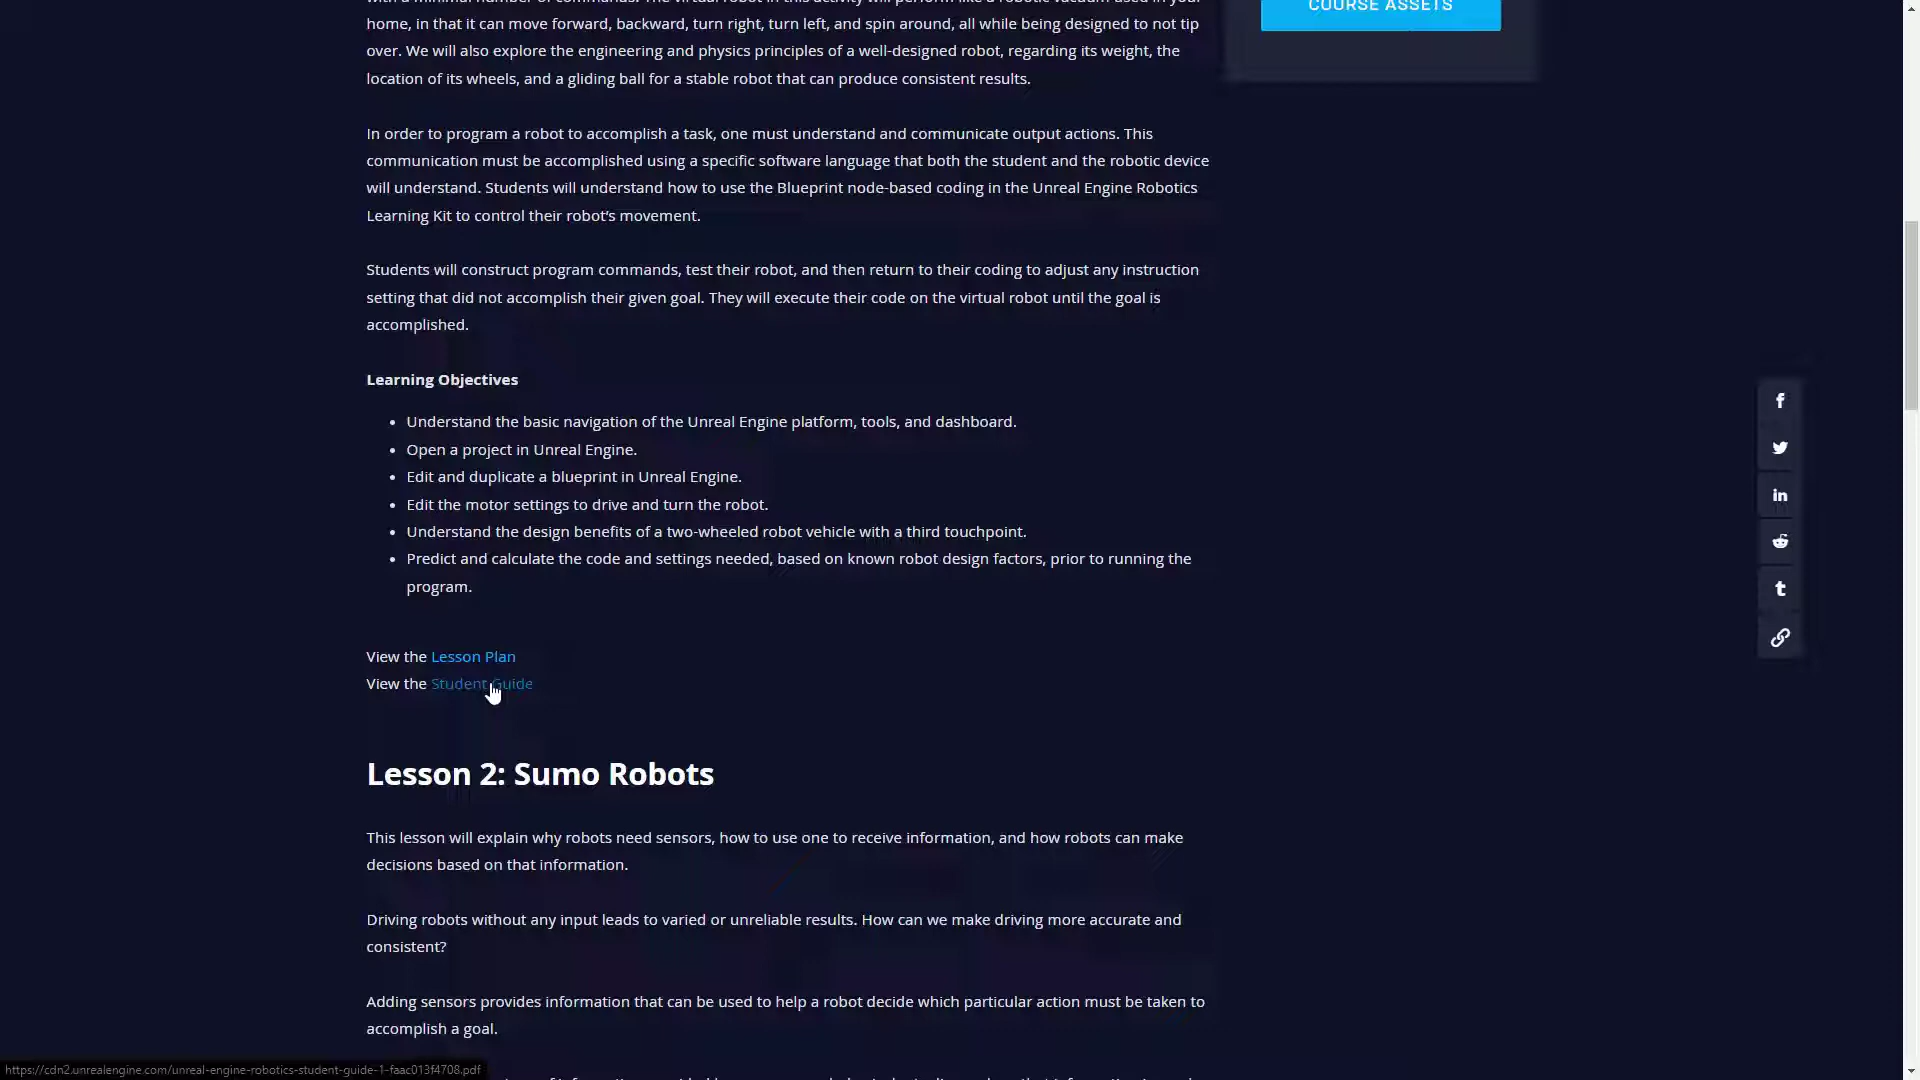 COURSE ASSETS
home, in that it can move forward, backward, turn right, turn left, and spin around, all while being designed to not tip
over. We will also explore the engineering and physics principles of a well-designed robot, regarding its weight, the
location of its wheels, and a gliding ball for a stable robot that can produce consistent results.
In order to program a robot to accomplish a task, one must understand and communicate output actions. This
communication must be accomplished using a specific software language that both the student and the robotic device
will understand. Students will understand how to use the Blueprint node-based coding in the Unreal Engine Robotics
Learning Kit to control their robot's movement.
Students will construct program commands, test their robot, and then return to their coding to adjust any instruction
setting that did not accomplish their given goal. They will execute their code on the virtual robot until the goal is
accomplished.
Learning Objectives
• Understand the basic navigation of the Unreal Engine platform, tools, and dashboard.
• Open a project in Unreal Engine.
• Edit and duplicate a blueprint in Unreal Engine.
• Edit the motor settings to drive and turn the robot.
• Understand the design benefits of a two-wheeled robot vehicle with a third touchpoint.
• Predict and calculate the code and settings needed, based on known robot design factors, prior to running the
program.
View the Lesson Plan
View the Student Guide
Lesson 2: Sumo Robots
This lesson will explain why robots need sensors, how to use one to receive information, and how robots can make
decisions based on that information.
Driving robots without any input leads to varied or unreliable results. How can we make driving more accurate and
consistent?
Adding sensors provides information that can be used to help a robot decide which particular action must be taken to
accomplish a goal.
https://cdn2.unrealengine.com/unreal-engine-robotics-student-guide-1-faac013f4708.pdf